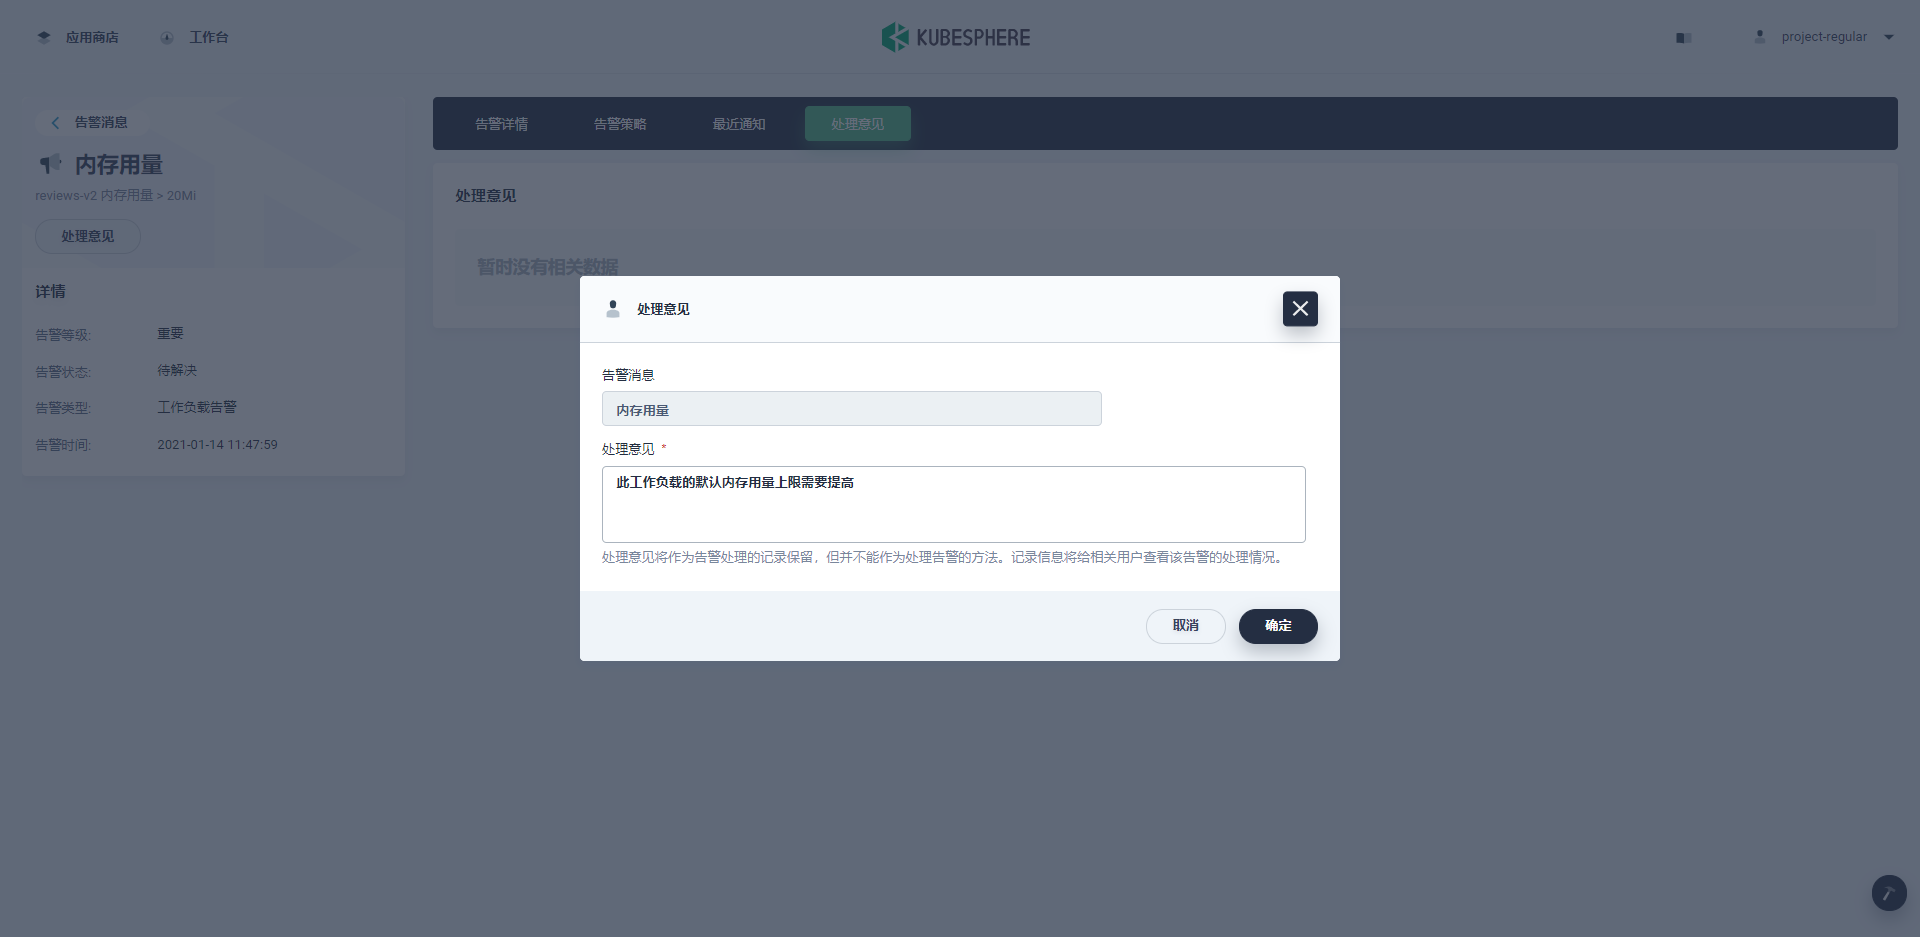 应用商店
工作台
KUBESPHERE
project-regular
告警消息
内存用量
reviews-v2 内存用量 > 20Mi
处理意见
详情
告警等级: 重要
告警状态: 待解决
告警类型: 工作负载告警
告警时间: 2021-01-14 11:47:59
告警详情
告警策略
最近通知
处理意见
处理意见
暂时没有相关数据
处理意见
告警消息
内存用量
处理意见 *
此工作负载的默认内存用量上限需要提高
处理意见将作为告警处理的记录保留，但并不能作为处理告警的方法。记录信息将给相关用户查看该告警的处理情况。
取消
确定